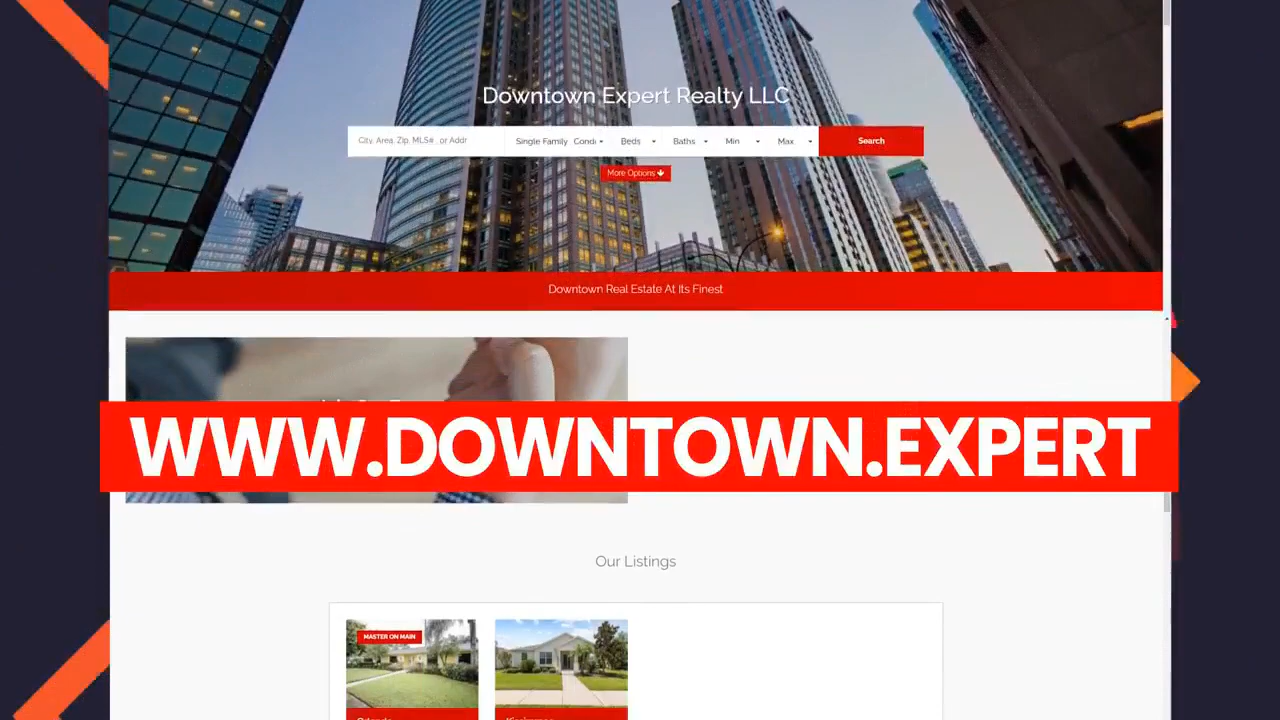 Downtown Expert Realty LLC
City, Area, Zip, MLS# , or Addr
Single Family Condi Beds Baths Min Max Search
More Options
Downtown Real Estate At Its Finest
WWW.DOWNTOWN.EXPERT
Our Listings
MASTER ON MAIN